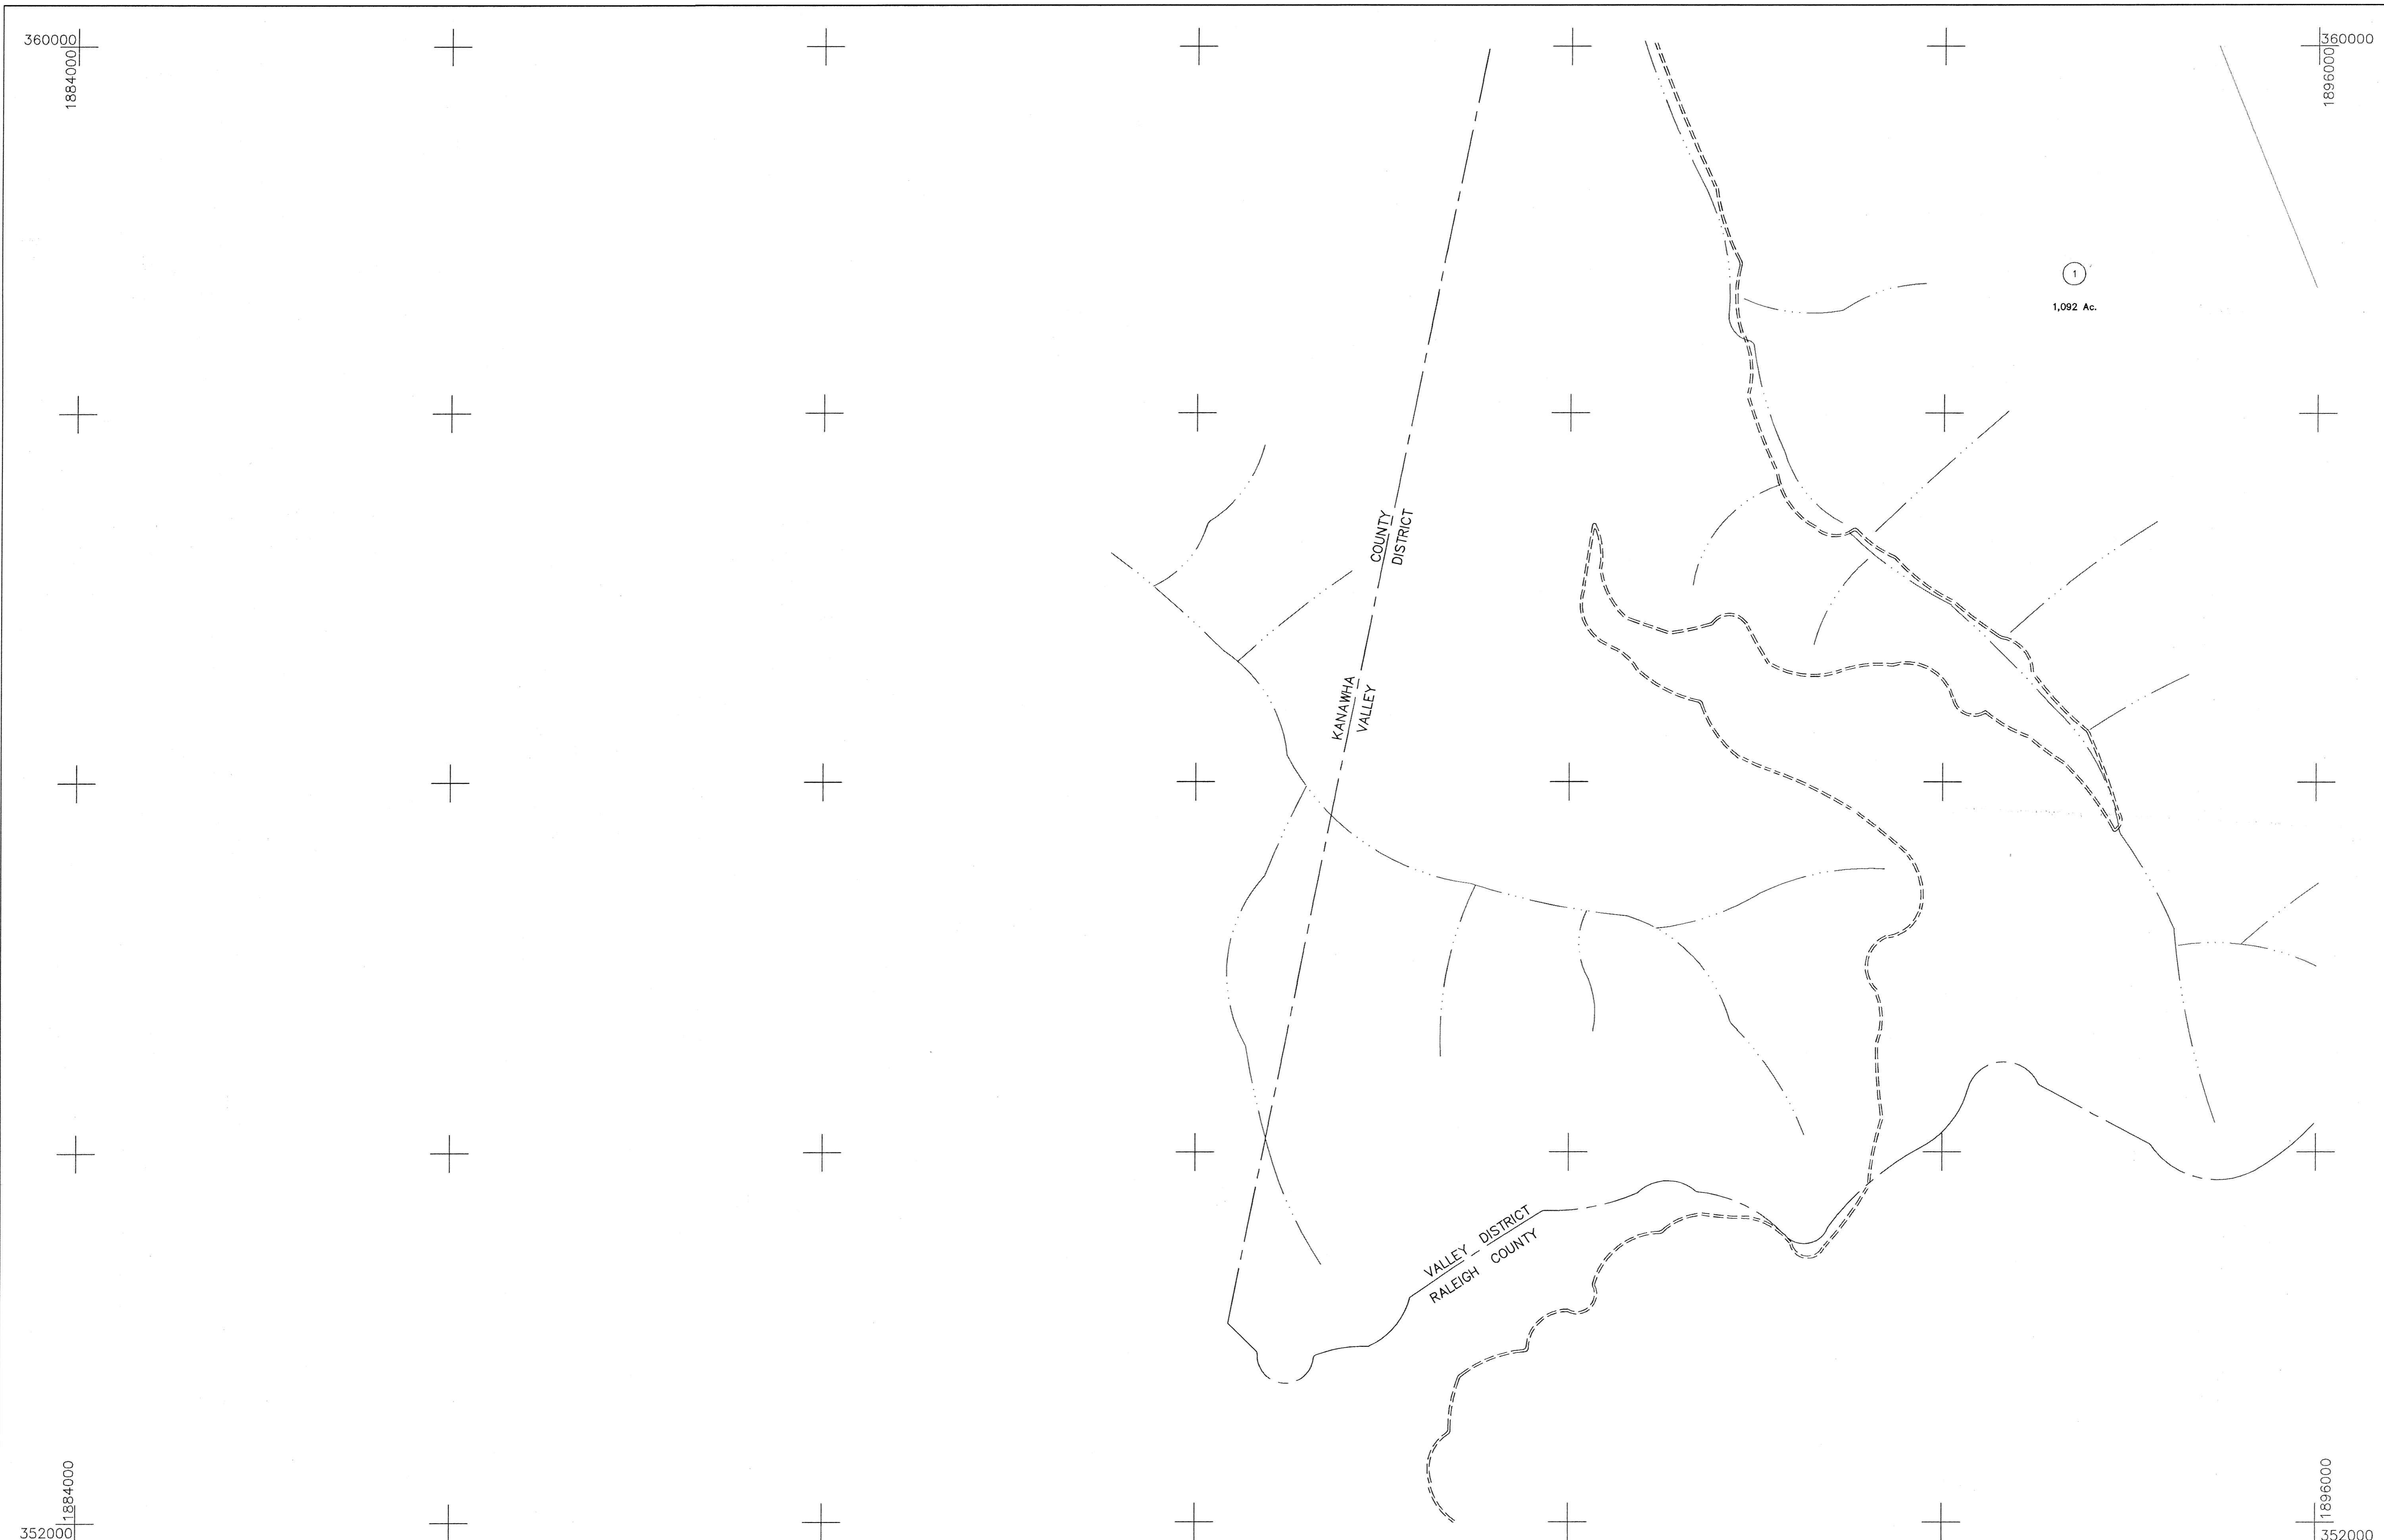 360000
1884000
360000
1896000
1
1,092 Ac.
COUNTY
DISTRICT
KANAWHA
VALLEY
VALLEY DISTRICT
RALEIGH COUNTY
1884000
352000
1896000
352000